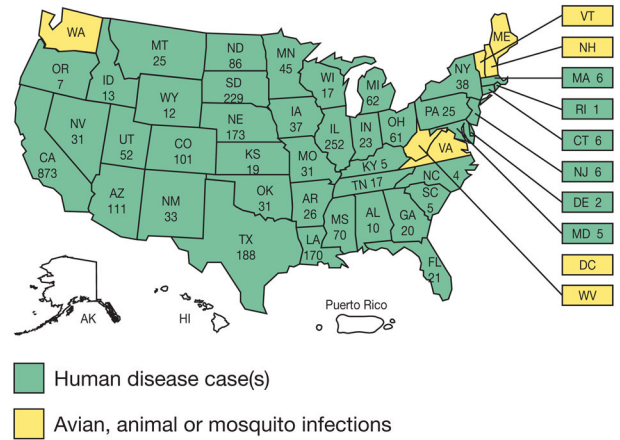 WA
OR
7
CA
873
NV
31
ID
13
MT
25
WY
12
UT
52
AZ
111
CO
101
NM
33
ND
86
SD
229
NE
173
KS
19
OK
31
TX
188
MN
45
IA
37
MO
31
AR
26
LA
170
WI
17
IL
252
MI
62
IN
23
OH
61
KY 5
TN 17
MS
70
AL
10
GA
20
FL
21
SC
5
NC 4
VA
PA 25
NY
38
ME
VT
NH
MA 6
RI 1
CT 6
NJ 6
DE 2
MD 5
DC
WV
AK
HI
Puerto Rico
Human disease case(s)
Avian, animal or mosquito infections